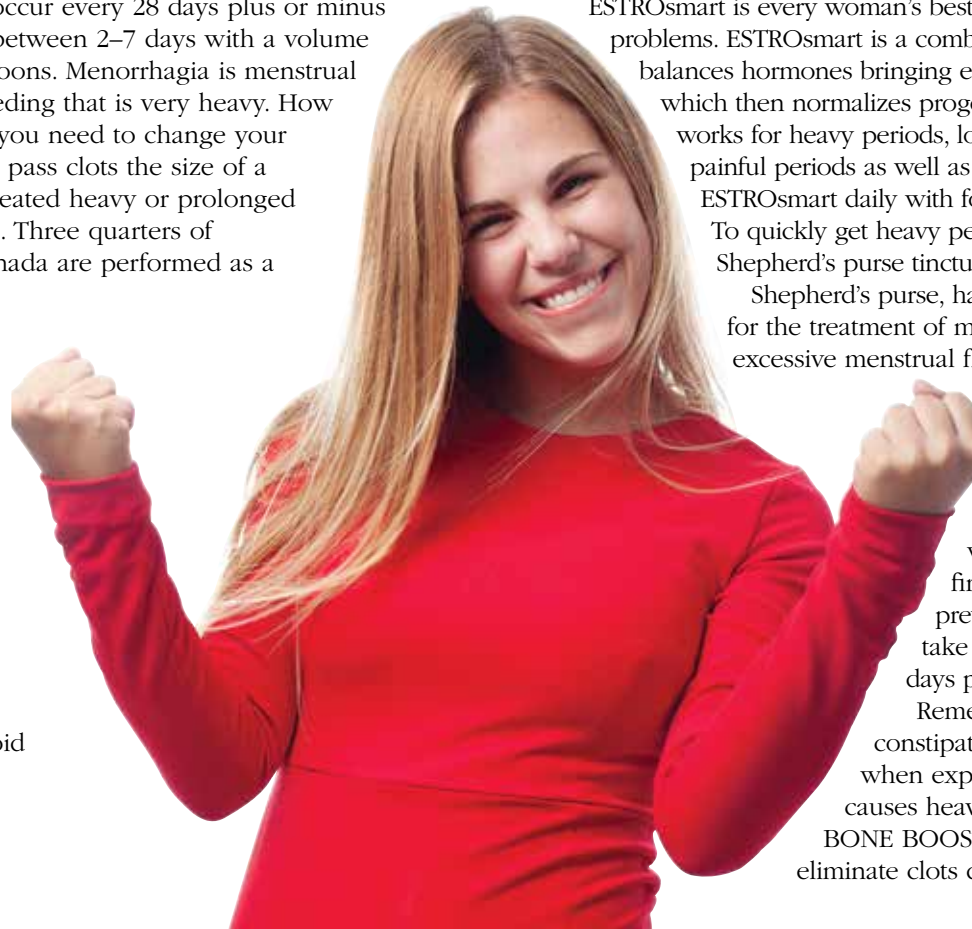 occur every 28 days plus or minus
between 2–7 days with a volume
oons. Menorrhagia is menstrual
eding that is very heavy. How
you need to change your
pass clots the size of a
eated heavy or prolonged
. Three quarters of
nada are performed as a
oid
ESTROsmart is every woman’s best
problems. ESTROsmart is a comb
balances hormones bringing e
which then normalizes proge
works for heavy periods, lo
painful periods as well as
ESTROsmart daily with fo
To quickly get heavy pe
Shepherd’s purse tinctu
Shepherd’s purse, ha
for the treatment of m
excessive menstrual f
fir
pre
take
days p
Reme
constipat
when exp
causes heav
BONE BOOS
eliminate clots